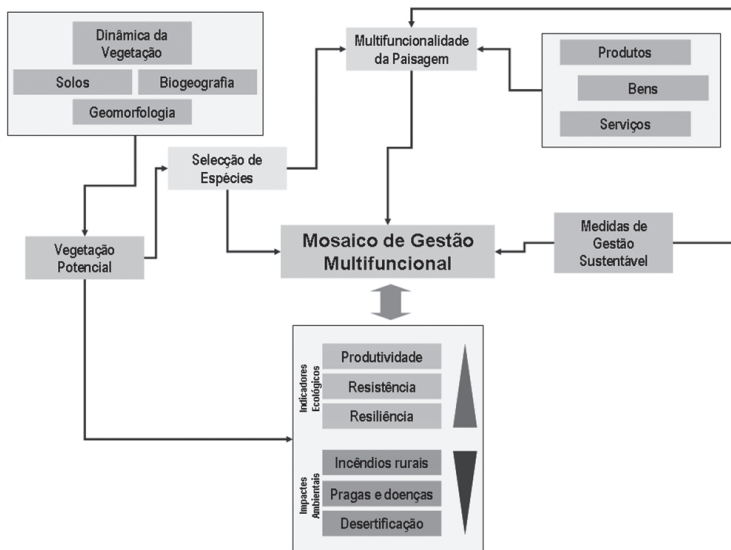 Dinâmica da
Vegetação
Solos
Biogeografia
Geomorfologia
Multifuncionalidade
da Paisagem
Produtos
Bens
Serviços
Selecção de
Espécies
Vegetação
Potencial
Mosaico de Gestão
Multifuncional
Medidas de
Gestão
Sustentável
Indicadores
Ecológicos
Produtividade
Resistência
Resiliência
Impactes
Ambientais
Incêndios rurais
Pragas e doenças
Desertificação